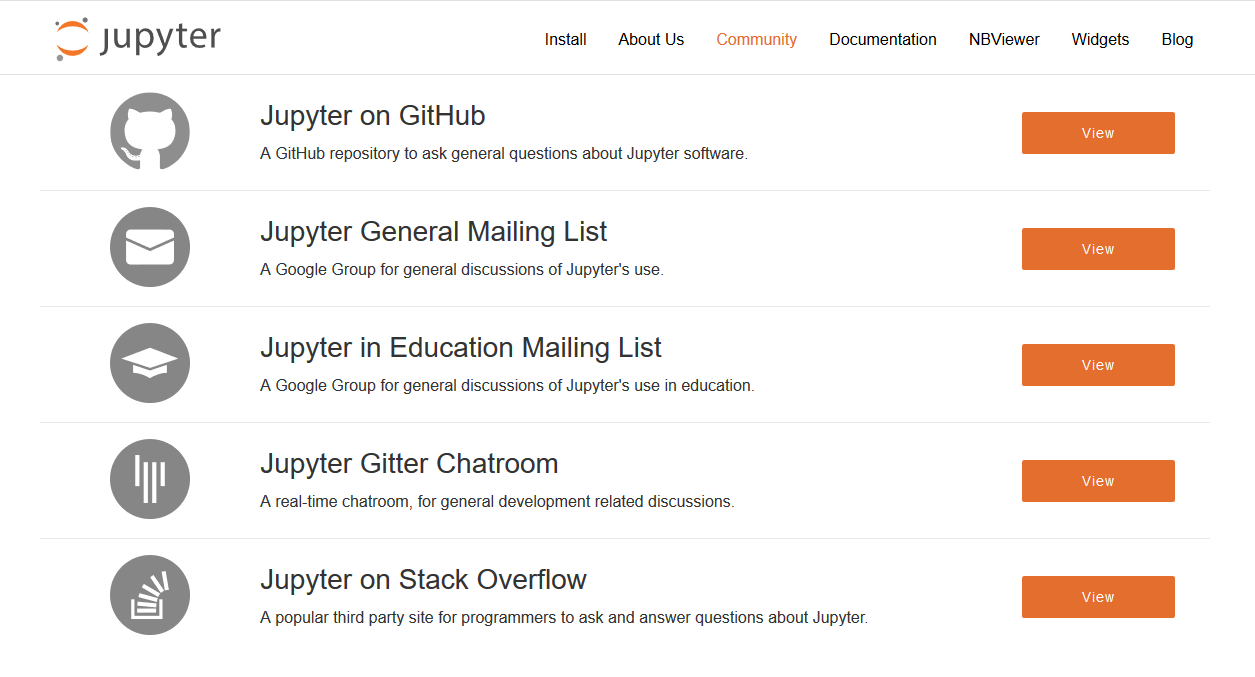 jupyter
Install About Us Community Documentation NBViewer Widgets Blog
Jupyter on GitHub
A GitHub repository to ask general questions about Jupyter software.
View
Jupyter General Mailing List
A Google Group for general discussions of Jupyter's use.
View
Jupyter in Education Mailing List
A Google Group for general discussions of Jupyter's use in education.
View
Jupyter Gitter Chatroom
A real-time chatroom, for general development related discussions.
View
Jupyter on Stack Overflow
A popular third party site for programmers to ask and answer questions about Jupyter.
View